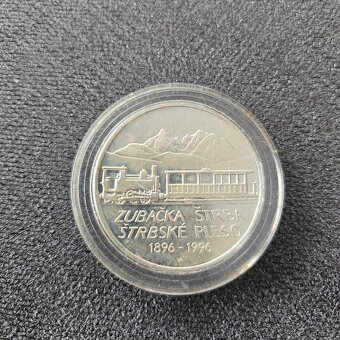 ZUBAČKA ŠTRBA
ŠTRBSKÉ PLESO
1896-1996